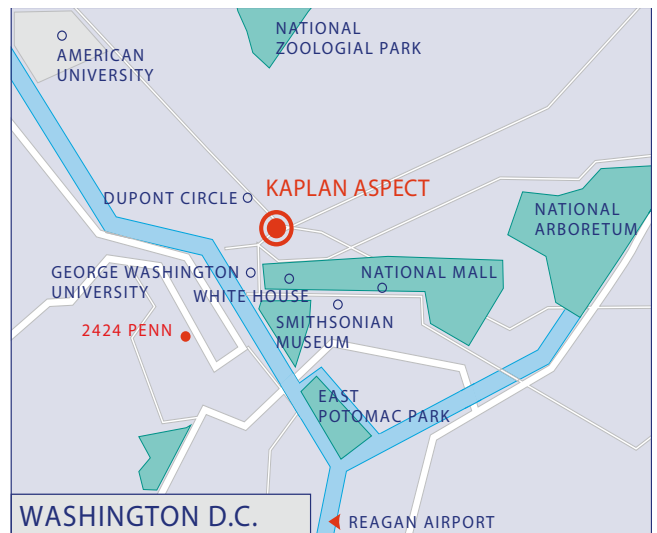 NATIONAL
ZOOLOGIAL PARK
AMERICAN
UNIVERSITY
KAPLAN ASPECT
DUPONT CIRCLE
NATIONAL
ARBORETUM
GEORGE WASHINGTON
UNIVERSITY
NATIONAL MALL
WHITE HOUSE
SMITHSONIAN
MUSEUM
2424 PENN
EAST
POTOMAC PARK
WASHINGTON D.C.
REAGAN AIRPORT